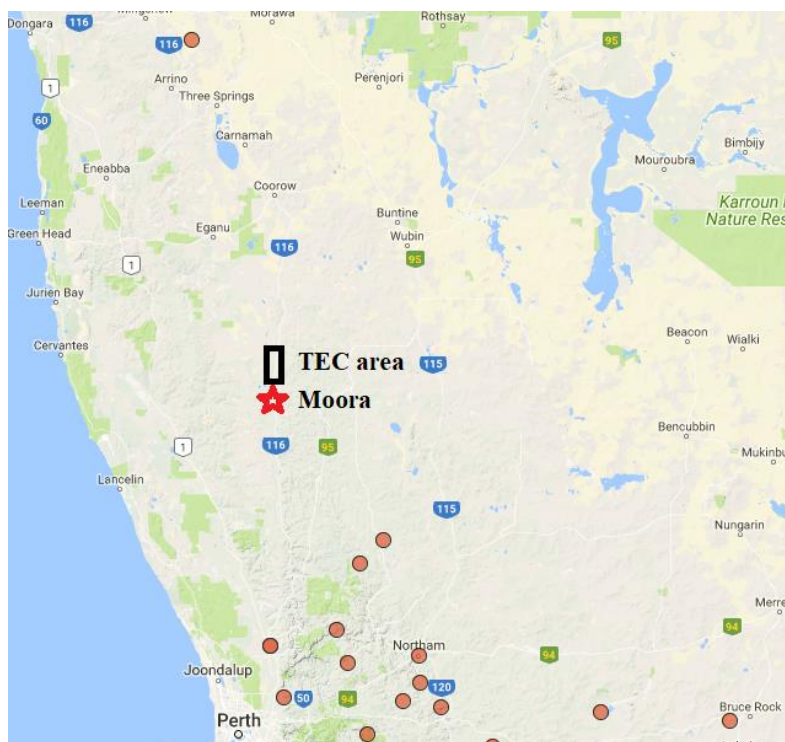 Mingenew
Morawa
Rothsay
Dongara
116
116
95
Perenjori
Arrino
1
Three Springs
60
Carnamah
Bimbijy
Mouroubra
Eneabba
Coorow
Leeman
Karroun
Nature Res
Buntine
Eganu
Wubin
Green Head
116
95
1
Jurien Bay
Beacon
Wialki
Cervantes
TEC area
115
Moora
Bencubbin
1
116
95
Mukinbu
Lancelin
115
Nungarin
Merre
94
Northam
94
Joondalup
120
50
94
Bruce Rock
Perth